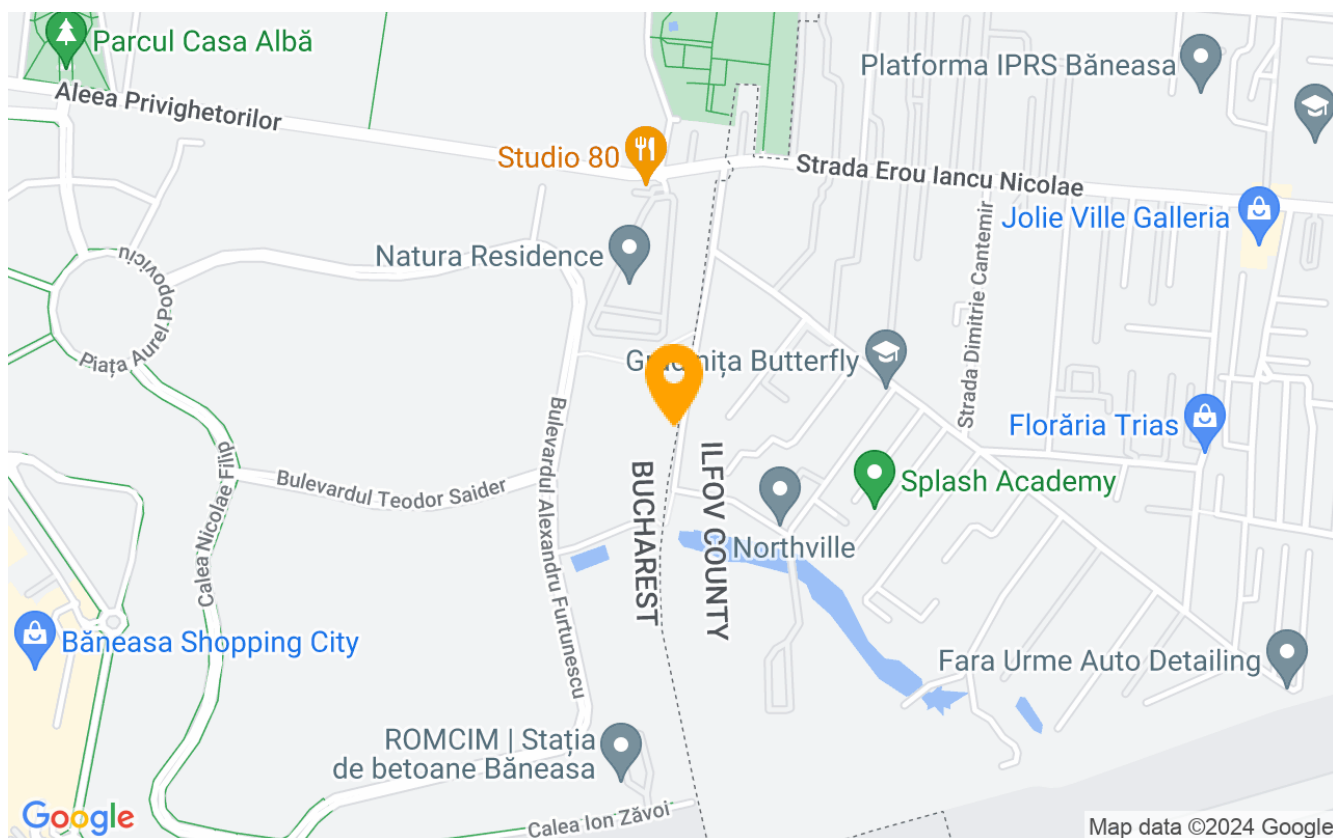 Parcul Casa Albă
Platforma IPRS Băneasa
Aleea Privighetorilor
Studio 80
Strada Erou Iancu Nicolae
Jolie Ville Galleria
Natura Residence
Strada Dimitrie Cantemir
Piața Aurel Popoviciu
Butterfly
Florăria Trias
Bulevardul Alexandru Furtunescu
Calea Nicolae Filip
Bulevardul Teodor Saider
BUCHAREST
ILFOV COUNTY
Splash Academy
Northville
Băneasa Shopping City
Fara Urme Auto Detailing
ROMCIM | Stația
de betoane Băneasa
Calea Ion Zăvoi
Google
Map data ©2024 Google